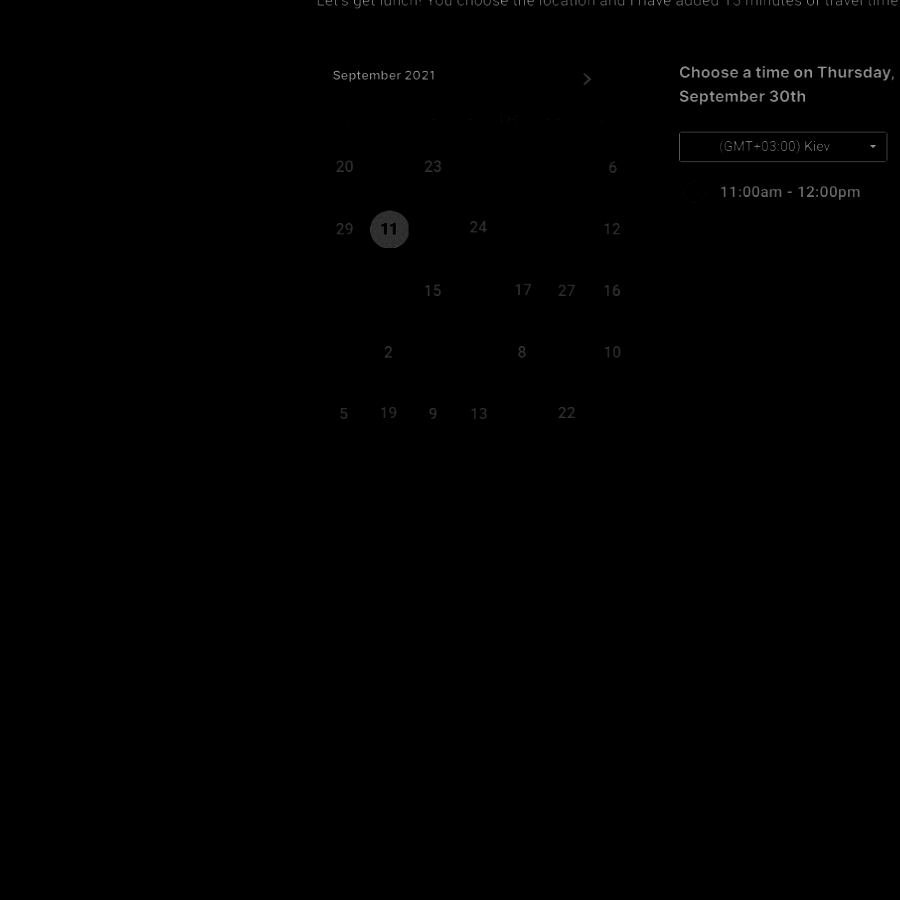 Let's get lunch! You choose the location and I have added 15 minutes of travel time
September 2021
Choose a time on Thursday,
September 30th
(GMT+03:00) Kiev
11:00am - 12:00pm
20 23 6
29 11 24 12
15 17 27 16
2 8 10
5 19 9 13 22